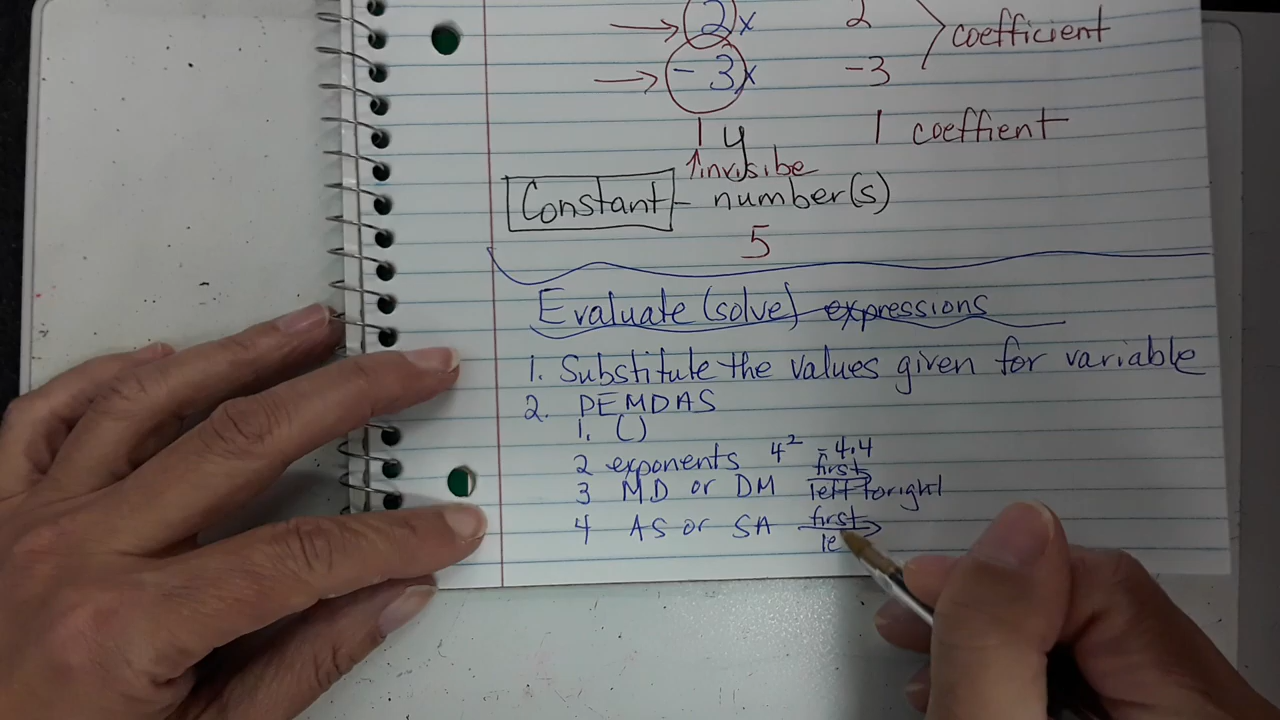 2x 2
coefficient
-3x -3
1y 1 coeffient
invisibe
Constant - number(s)
5
Evaluate (solve) expressions
1. Substitute the values given for variable
2. PEMDAS
1. ()
2 exponents 4² = 4.4
3 MD or DM first left to right
4 AS or SA first
le